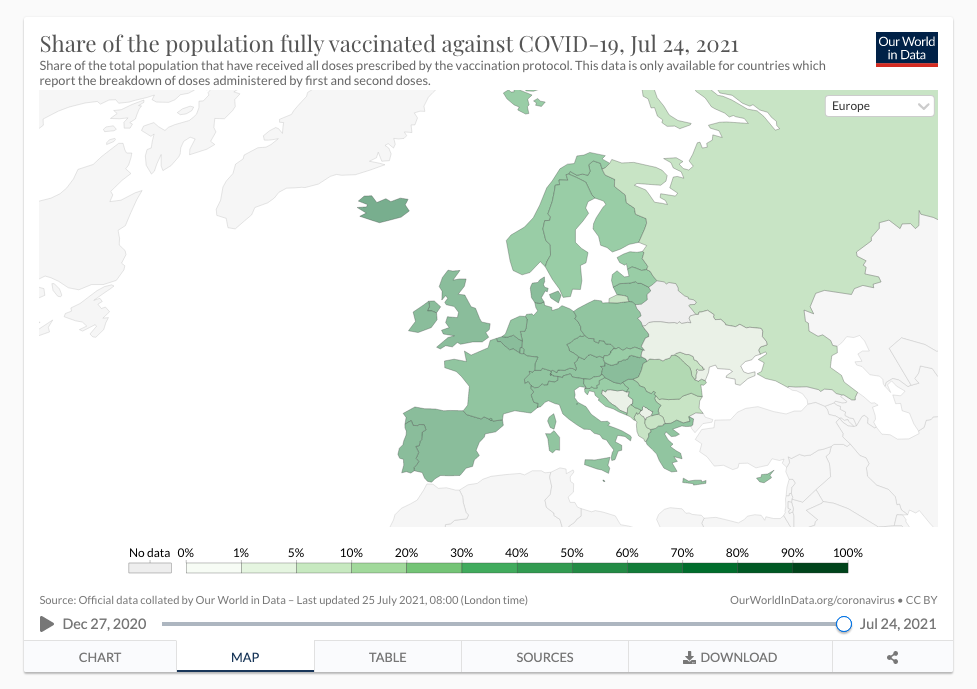 Share of the population fully vaccinated against COVID-19, Jul 24, 2021
Our World
in Data
Share of the total population that have received all doses prescribed by the vaccination protocol. This data is only available for countries which
report the breakdown of doses administered by first and second doses.
Europe
No data 0% 1% 5% 10% 20% 30% 40% 50% 60% 70% 80% 90% 100%
Source: Official data collated by Our World in Data – Last updated 25 July 2021, 08:00 (London time)
OurWorldInData.org/coronavirus • CC BY
Dec 27, 2020
Jul 24, 2021
CHART MAP TABLE SOURCES DOWNLOAD